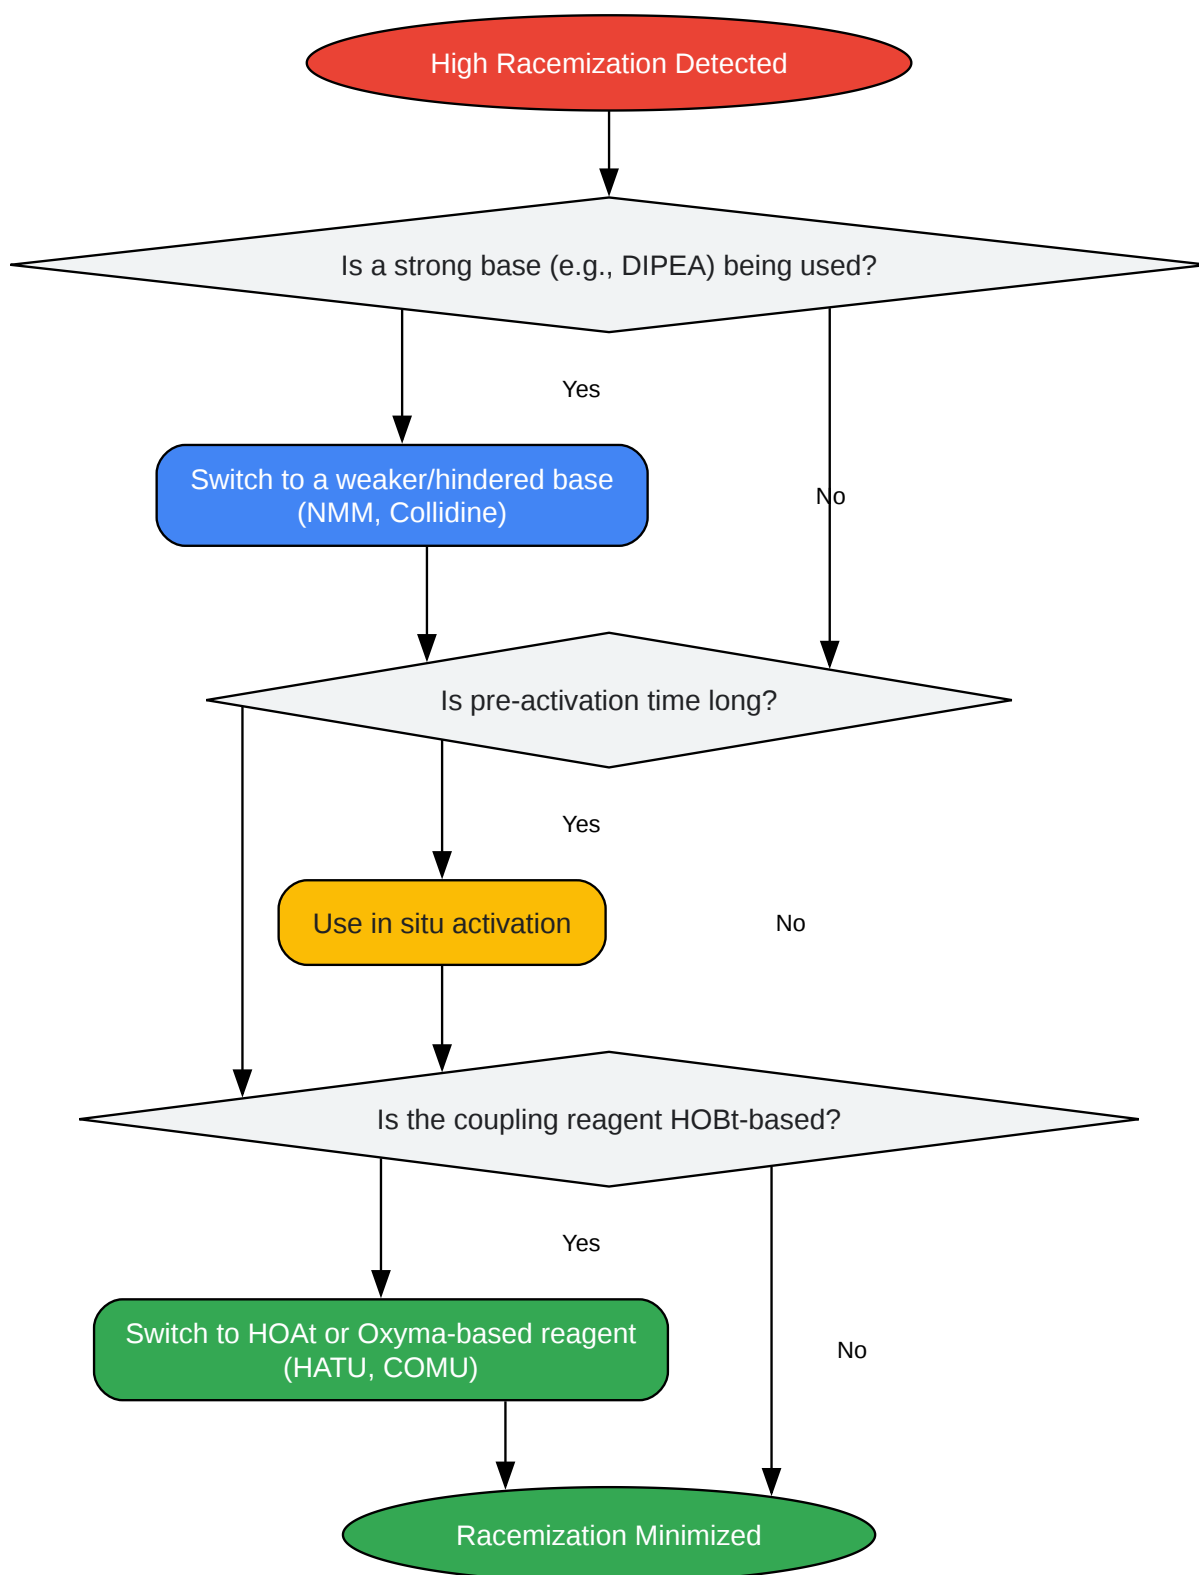 High Racemization Detected
Is a strong base (e.g., DIPEA) being used?
Yes
Switch to a weaker/hindered base
(NMM, Collidine)
No
Is pre-activation time long?
Yes
Use in situ activation
No
Is the coupling reagent HOBt-based?
Yes
Switch to HOAt or Oxyma-based reagent
(HATU, COMU)
No
Racemization Minimized